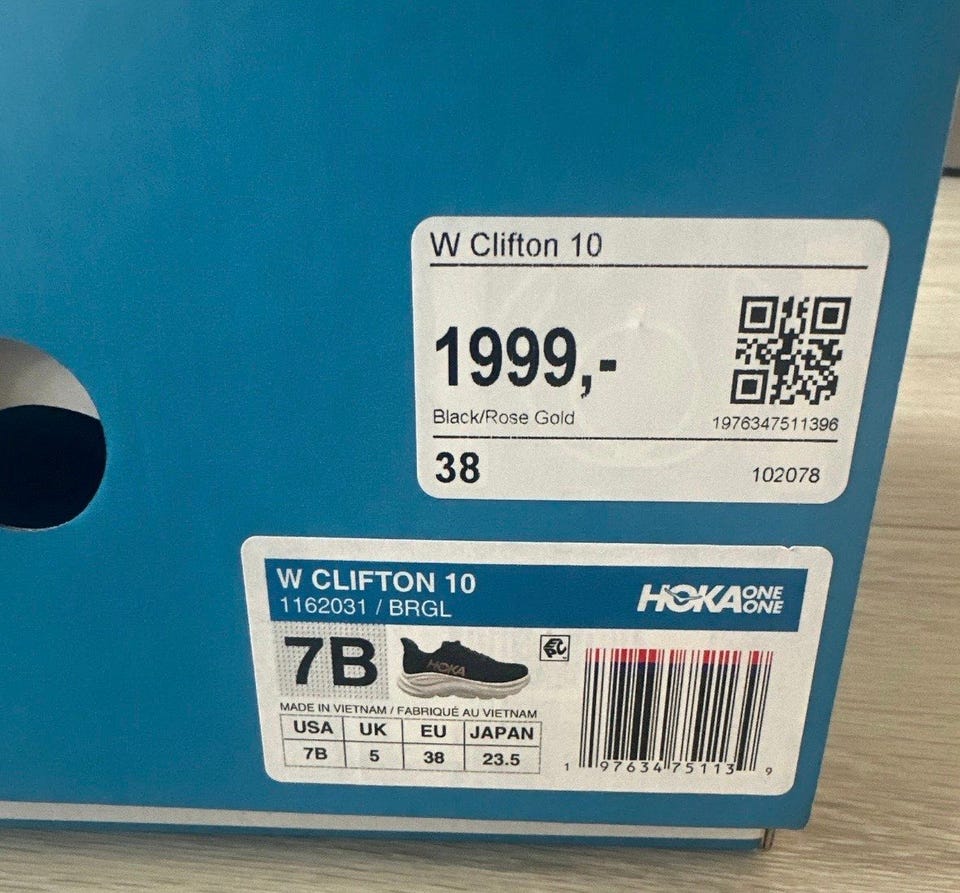 W Clifton 10
1999,-
Black/Rose Gold
1976347511396
38
102078
W CLIFTON 10
1162031 / BRGL
HOKA ONE ONE
7B
HOKA
MADE IN VIETNAM / FABRIQUÉ AU VIETNAM
USA UK EU JAPAN
7B 5 38 23.5
1 97634 75113 9